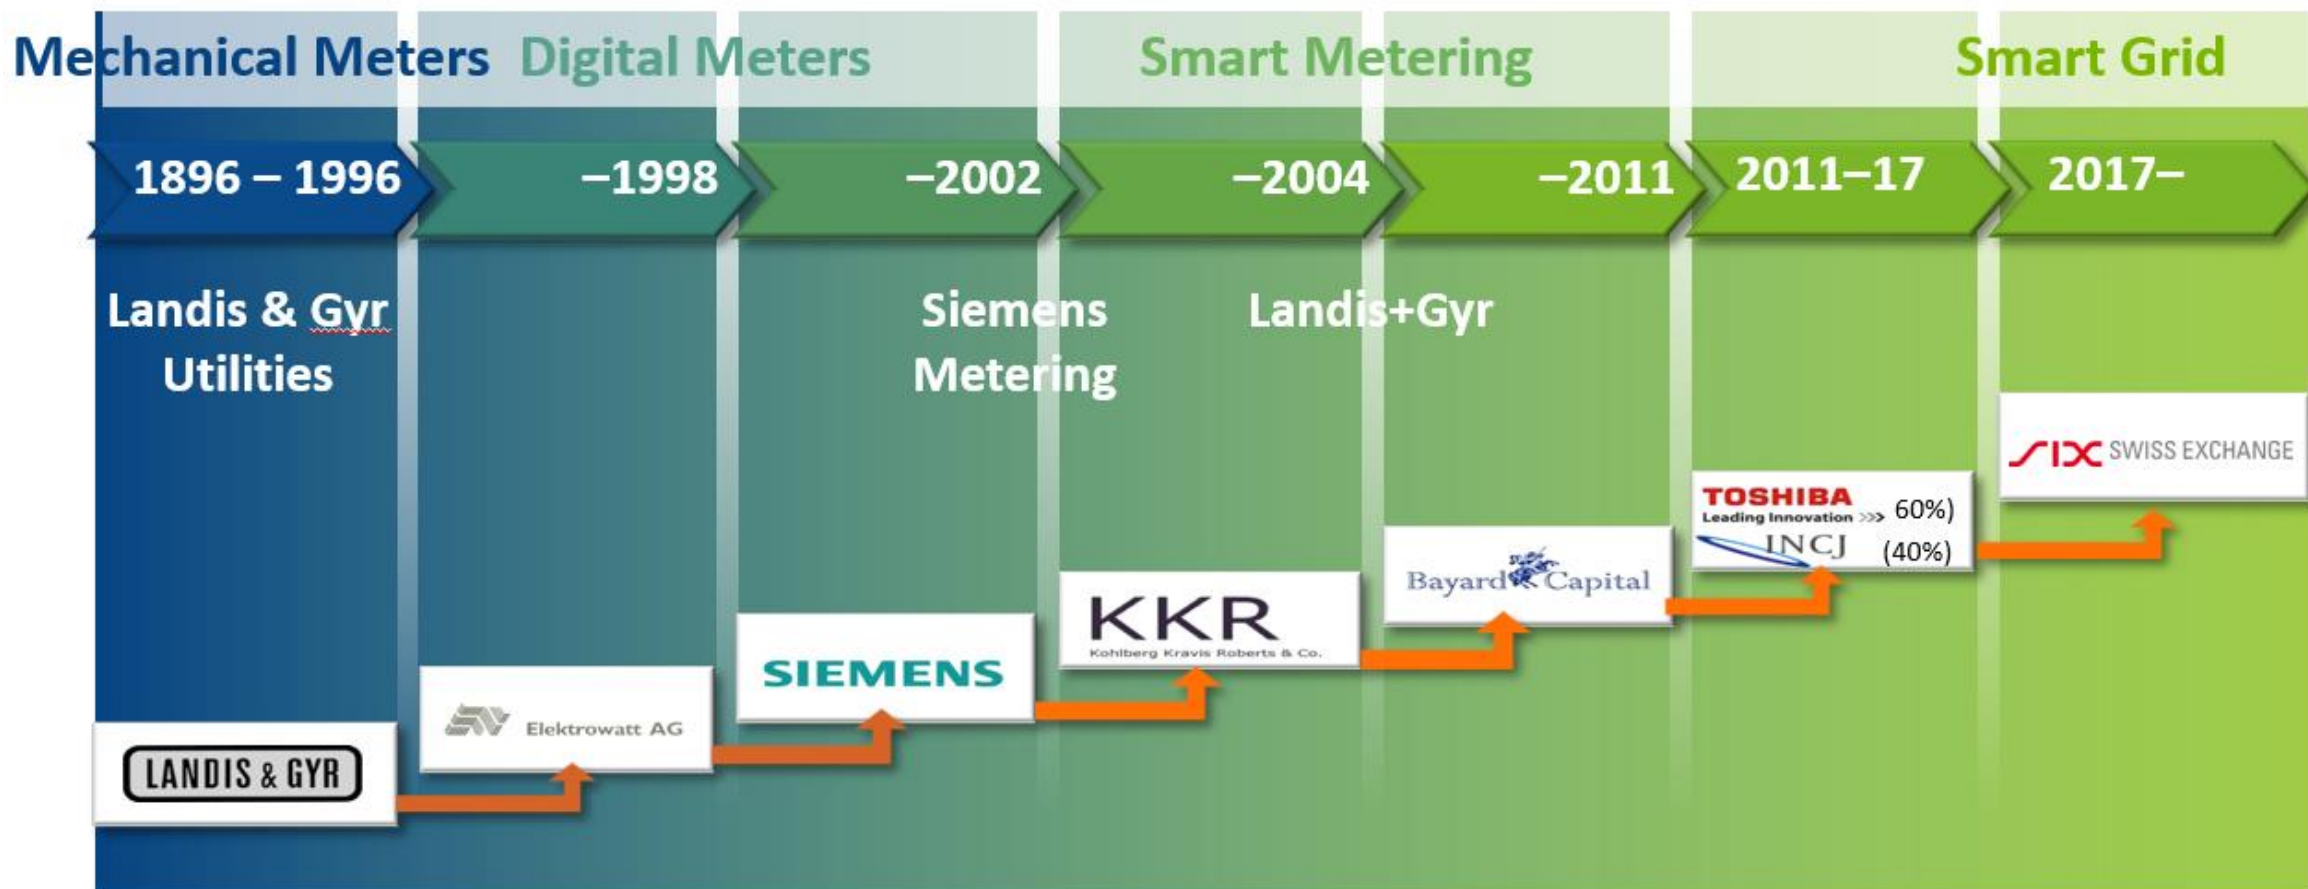 Mechanical Meters Digital Meters Smart Metering Smart Grid
1896 – 1996 –1998 –2002 –2004 –2011 2011–17 2017–
Landis & Gyr
Utilities
Siemens
Metering
Landis+Gyr
SIX SWISS EXCHANGE
TOSHIBA
Leading Innovation >>> 60%)
INCJ (40%)
Bayard Capital
KKR
Kohlberg Kravis Roberts & Co.
SIEMENS
Elektrowatt AG
LANDIS & GYR